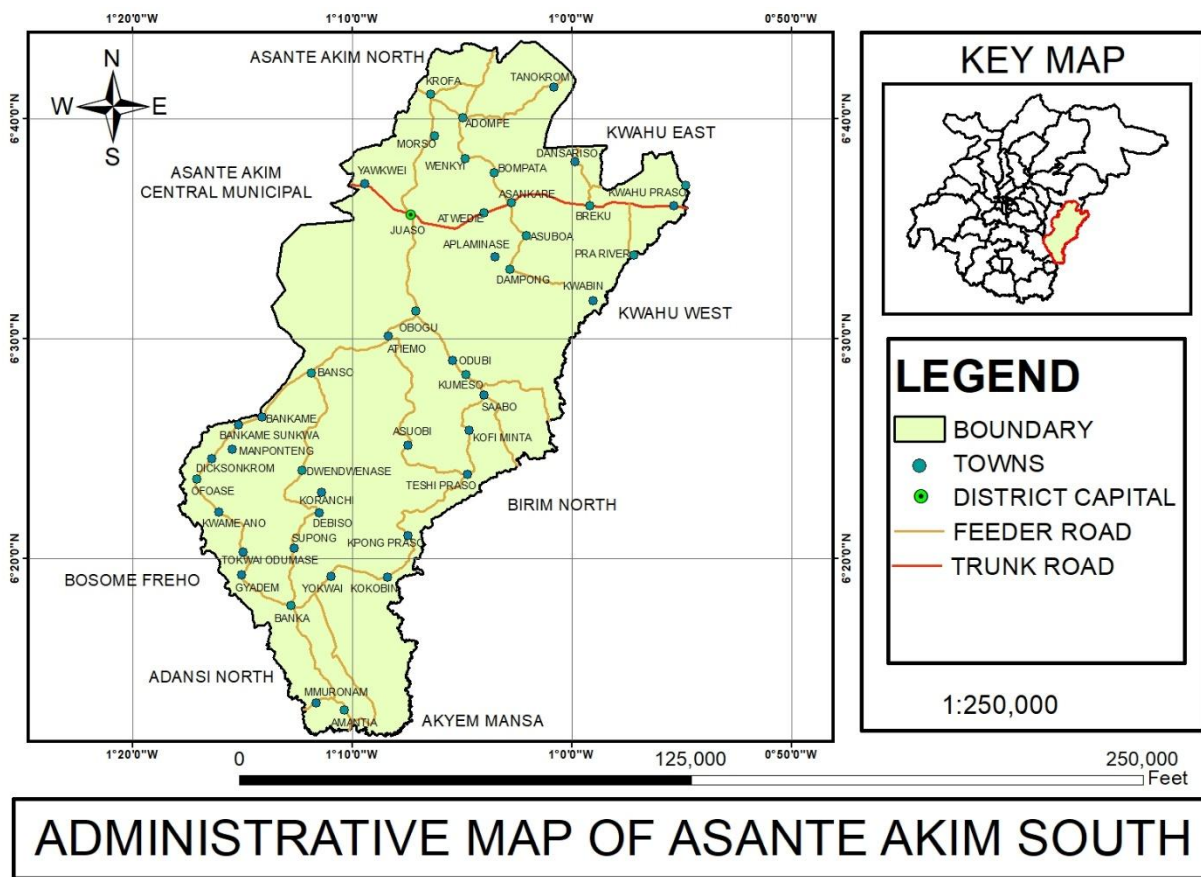 1°20'0"W
1°10'0"W
1°0'0"W
0°50'0"W
N
W
E
S
ASANTE AKIM NORTH
TANOKROM
KROFA
6°40'0"N
ADOMPE
6°40'0"N
MORSO
KWAHU EAST
WENKYI
DANSARISO
BOMPATA
YAWKWEI
ASANTE AKIM
CENTRAL MUNICIPAL
ASANKARE
KWAHU PRASO
ATWEDIE
BREKU
JUASO
ASUBOA
APLAMINASE
PRA RIVER
DAMPONG
KWABIN
KWAHU WEST
OBOGU
6°30'0"N
ATIEMO
6°30'0"N
ODUBI
BANSO
KUMESO
SAABO
BANKAME
BANKAME SUNKWA
ASUOBI
KOFI MINTA
MANPONTENG
DICKSONKROM
DWENDWENASE
OFOASE
TESHI PRASO
KORANCHI
BIRIM NORTH
KWAME ANO
DEBISO
SUPONG
KPONG PRASO
6°20'0"N
TOKWAI ODUMASE
6°20'0"N
BOSOME FREHO
GYADEM
YOKWAI
KOKOBIN
BANKA
ADANSI NORTH
MMURONAM
AMANTIA
AKYEM MANSA
1°20'0"W
1°10'0"W
1°0'0"W
0°50'0"W
KEY MAP
LEGEND
BOUNDARY
TOWNS
DISTRICT CAPITAL
FEEDER ROAD
TRUNK ROAD
1:250,000
0
125,000
250,000
Feet
ADMINISTRATIVE MAP OF ASANTE AKIM SOUTH